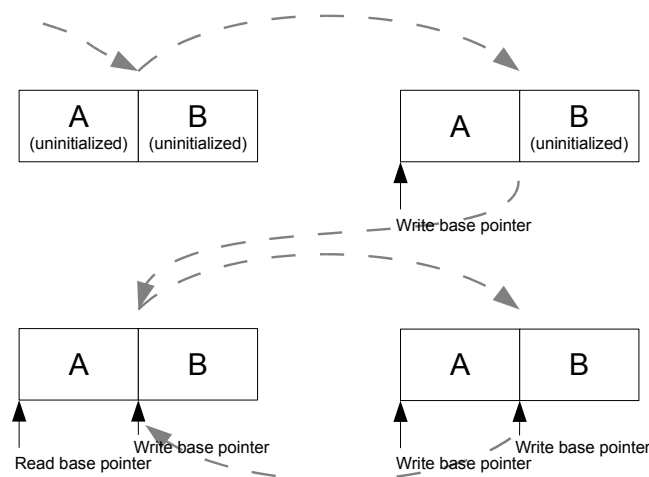 A
(uninitialized)
B
(uninitialized)
A
B
(uninitialized)
Write base pointer
A
B
A
B
Read base pointer
Write base pointer
Write base pointer
Write base pointer